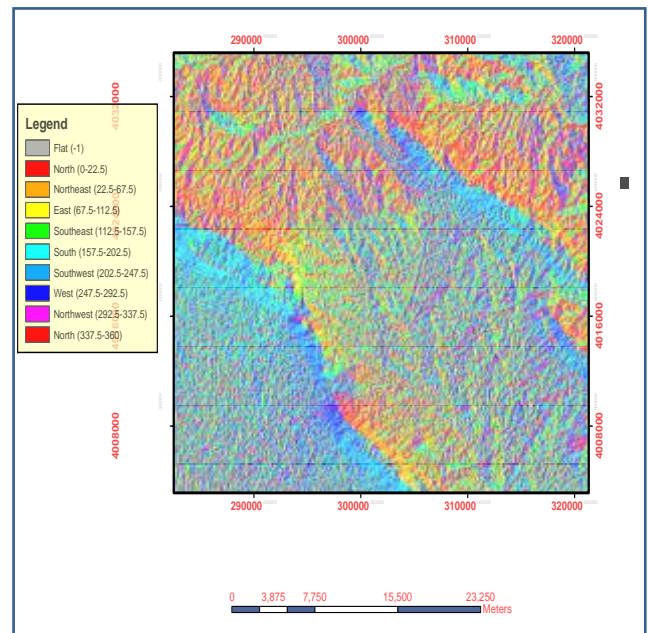 290000 300000 310000 320000
4032000 4032000
Legend
Flat (-1)
North (0-22.5)
Northeast (22.5-67.5)
East (67.5-112.5)
Southeast (112.5-157.5)
South (157.5-202.5)
Southwest (202.5-247.5)
West (247.5-292.5)
Northwest (292.5-337.5)
North (337.5-360)
4024000 4024000
4016000 4016000
4008000 4008000
290000 300000 310000 320000
0 3,875 7,750 15,500 23,250
Meters